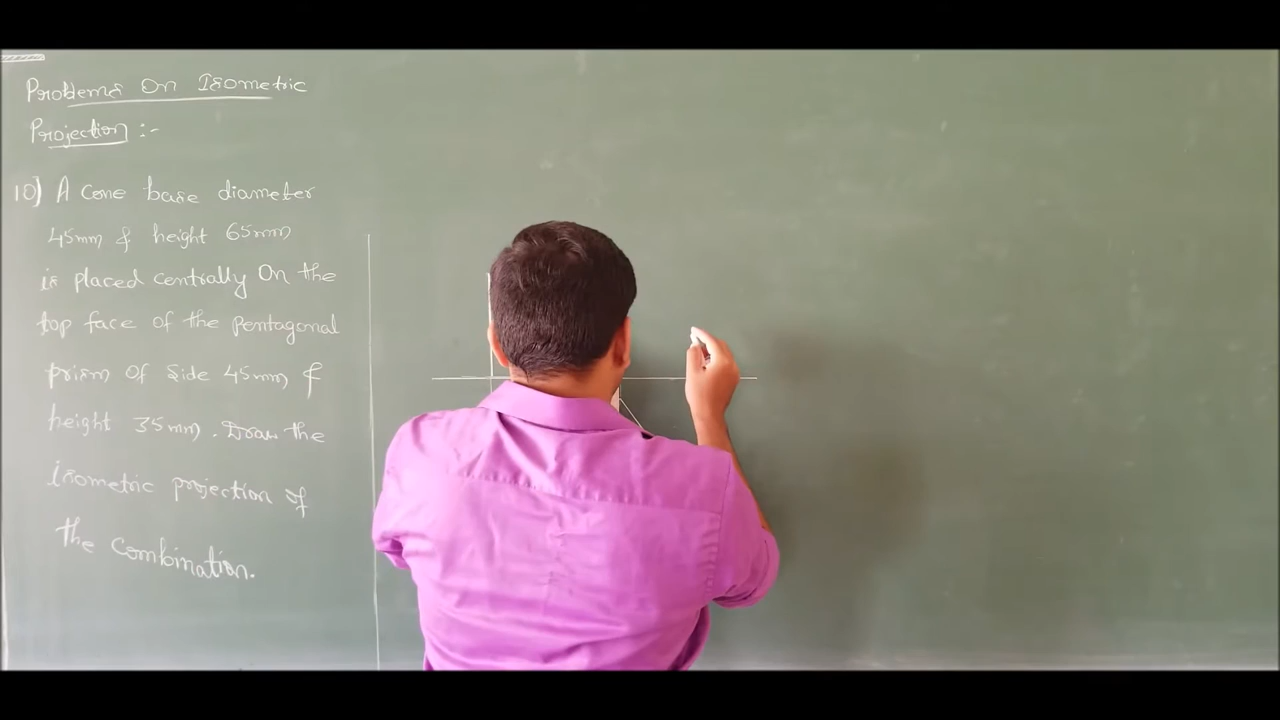 Problems On Isometric
Projection :-
10) A Cone base diameter
45mm & height 65mm
is placed centrally On the
top face of the pentagonal
prism of side 45mm &
height 35mm. Draw the
isometric projection of
the combination.